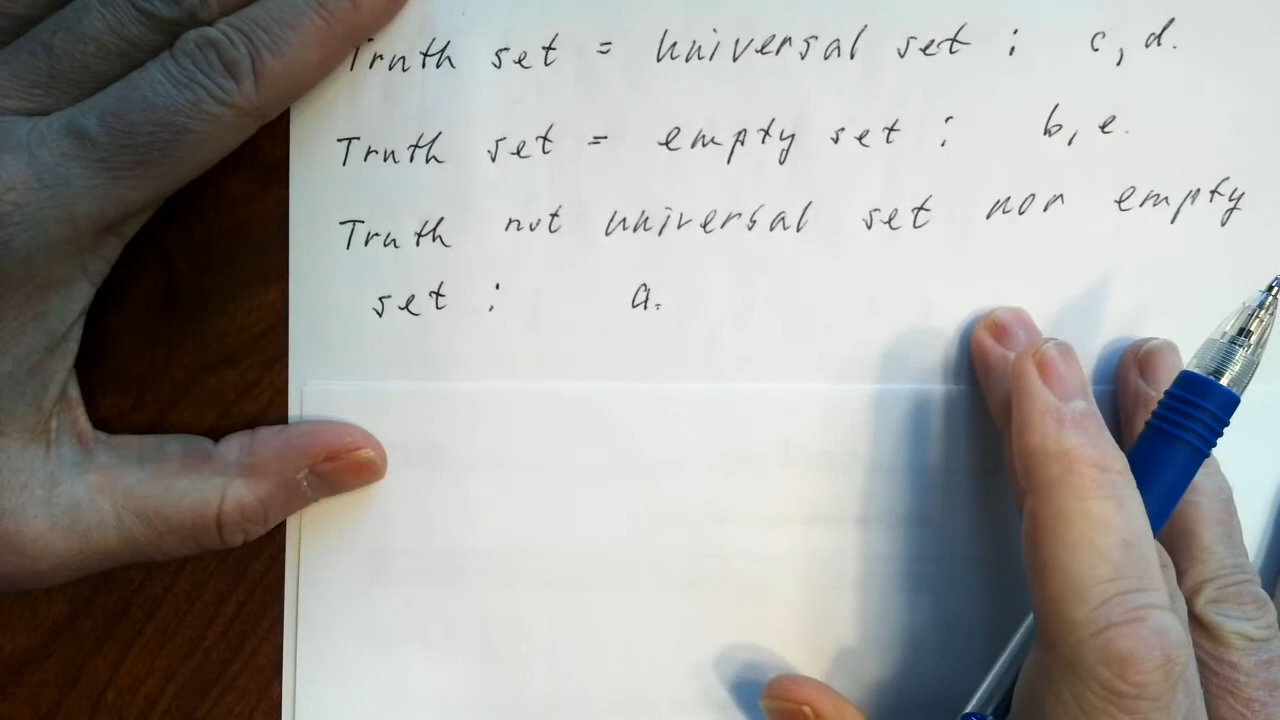 Truth set = universal set : c, d.
Truth set = empty set : b, e.
Truth not universal set nor empty
set : a.